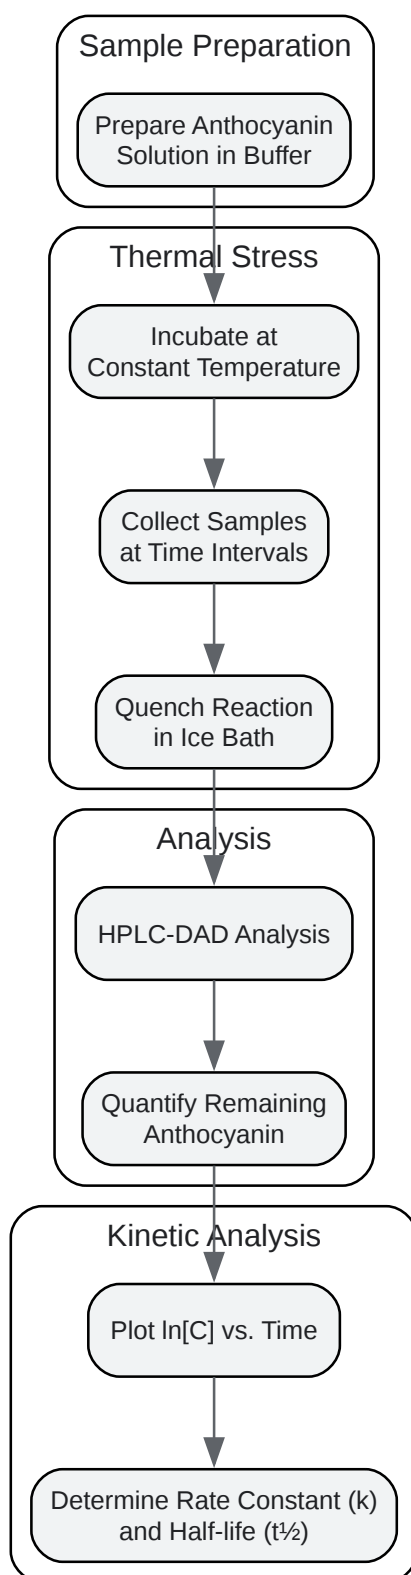 Sample Preparation
Prepare Anthocyanin
Solution in Buffer
Thermal Stress
Incubate at
Constant Temperature
Collect Samples
at Time Intervals
Quench Reaction
in Ice Bath
Analysis
HPLC-DAD Analysis
Quantify Remaining
Anthocyanin
Kinetic Analysis
Plot ln[C] vs. Time
Determine Rate Constant (k)
and Half-life (t½)